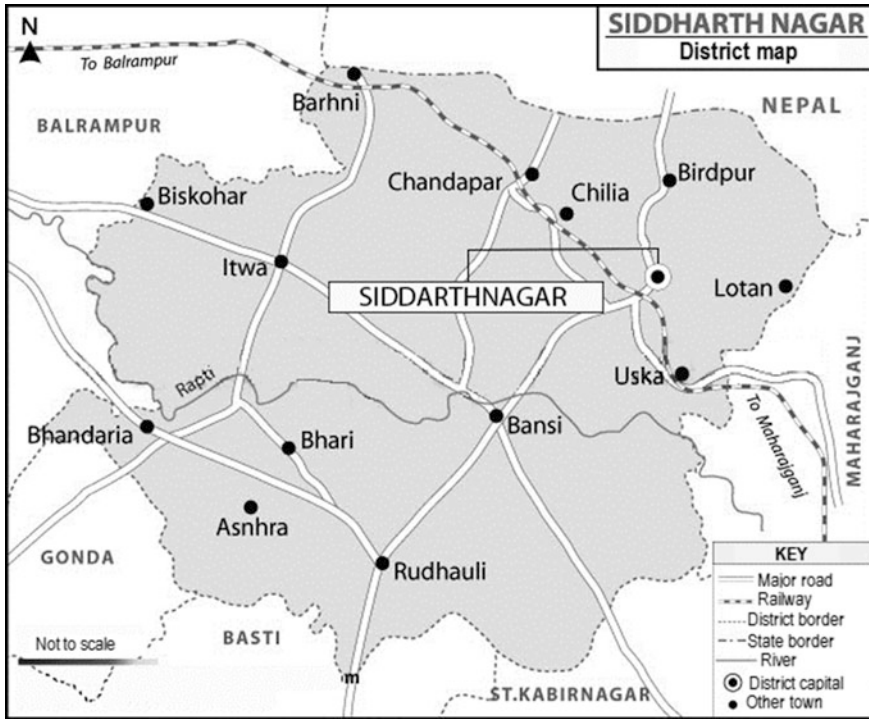 SIDDHARTH NAGAR
District map
N
To Balrampur
Barhni
NEPAL
BALRAMPUR
Chandapar
Birdpur
Biskohar
Chilia
Itwa
SIDDARTHNAGAR
Lotan
Rapti
Uska
Bhandaria
Bhari
Bansi
To Maharajganj
MAHARAJGANJ
Asnhra
GONDA
Rudhauli
BASTI
ST.KABIRNAGAR
Not to scale
m
KEY
Major road
Railway
District border
State border
River
District capital
Other town